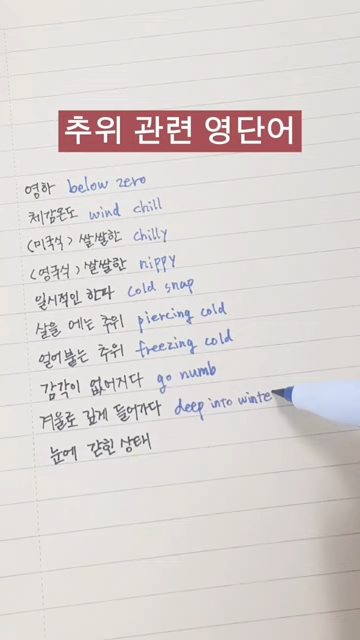 추위 관련 영단어
영하 below zero
체감온도 wind chill
(미국식) 쌀쌀한 chilly
(영국식) 쌀쌀한 nippy
일시적인 한파 cold snap
살을 에는 추위 piercing cold
얼어붙는 추위 freezing cold
감각이 없어지다 go numb
겨울로 깊게 들어가다 deep into winte
눈에 갇힌 상태